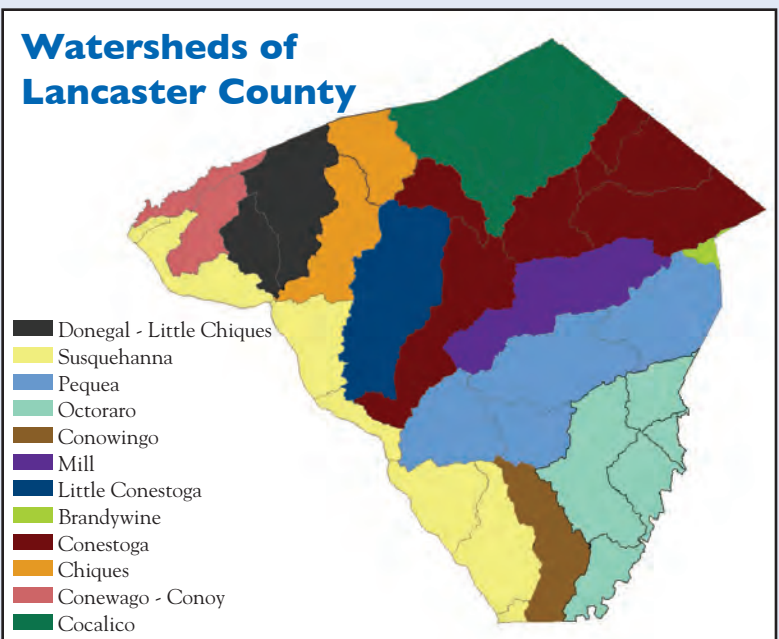 Watersheds of
Lancaster County
Donegal - Little Chiques
Susquehanna
Pequea
Octoraro
Conowingo
Mill
Little Conestoga
Brandywine
Conestoga
Chiques
Conewago - Conoy
Cocalico